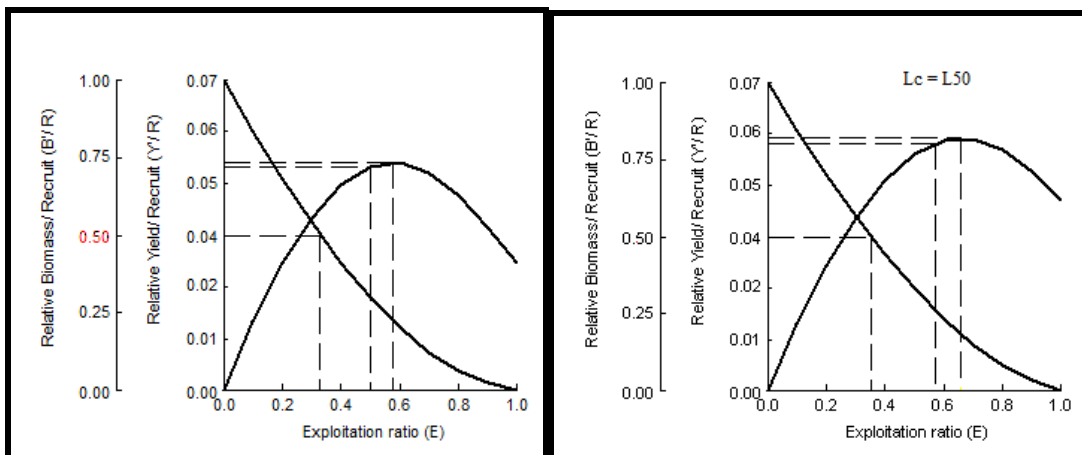 Relative Biomass/ Recruit (B'/ R)
1.00
0.75
0.50
0.25
0.00
Relative Yield/ Recruit (Y'/ R)
0.07
0.06
0.05
0.04
0.02
0.01
0.00
0.0 0.2 0.4 0.6 0.8 1.0
Exploitation ratio (E)
Lc = L50
Relative Biomass/ Recruit (B'/ R)
1.00
0.75
0.50
0.25
0.00
Relative Yield/ Recruit (Y'/ R)
0.07
0.06
0.05
0.04
0.02
0.01
0.00
0.0 0.2 0.4 0.6 0.8 1.0
Exploitation ratio (E)